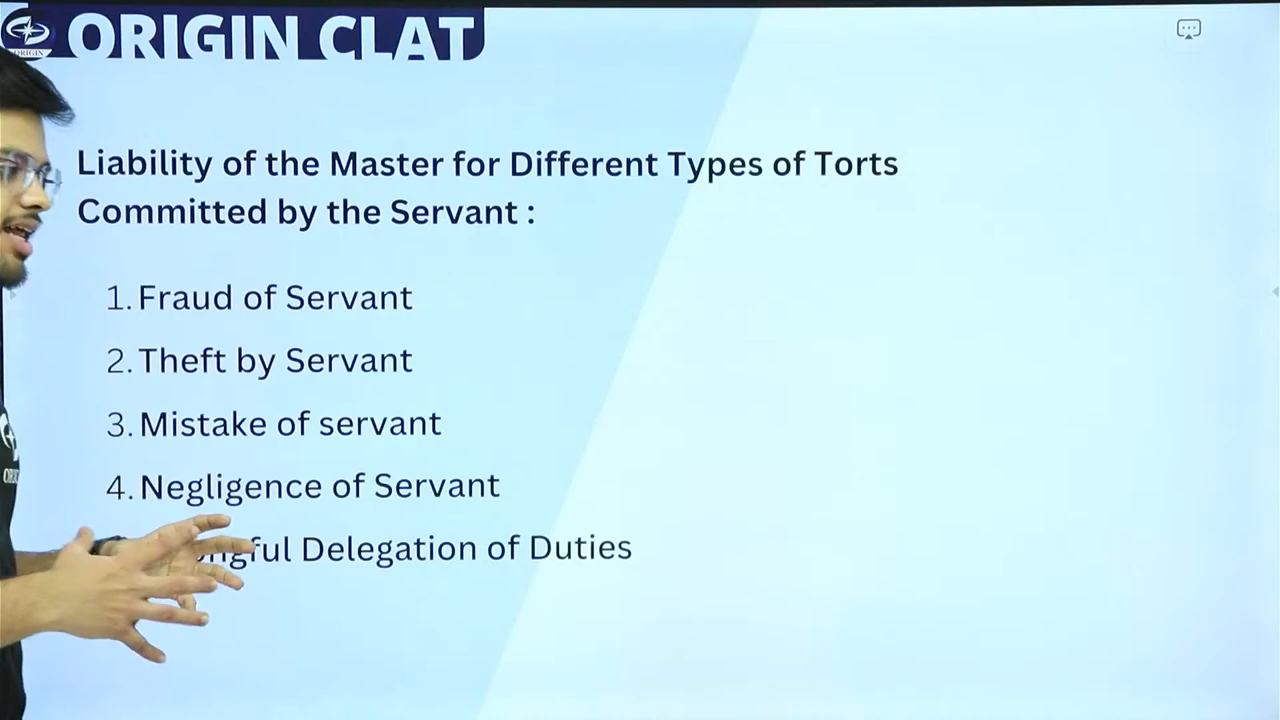 ORIGIN CLAT
ORIGIN
Liability of the Master for Different Types of Torts
Committed by the Servant :
1. Fraud of Servant
2. Theft by Servant
3. Mistake of servant
4. Negligence of Servant
Delegation of Duties